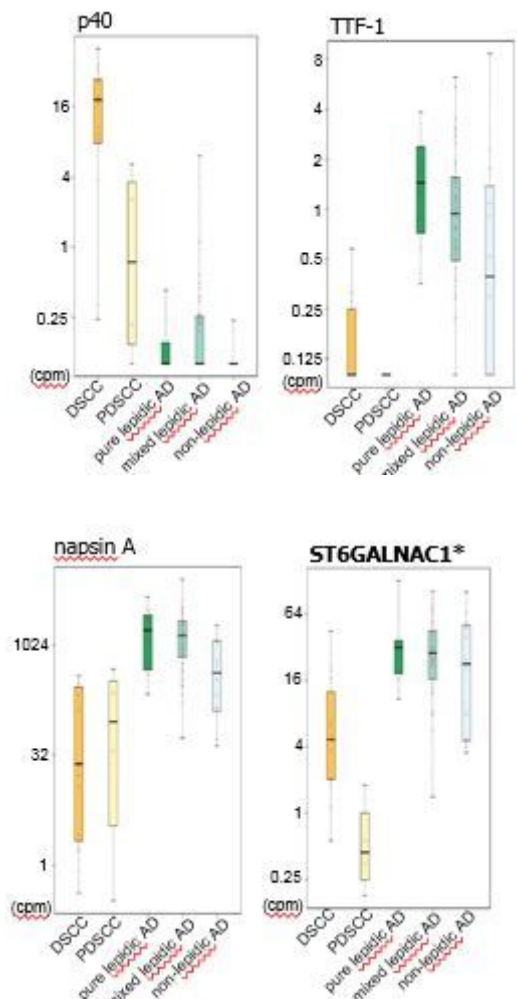 p40
16
4
1
0.25
(cpm)
DSCC
PDSCC
pure lepidic AD
mixed lepidic AD
non-lepidic AD
TTF-1
8
4
2
1
0.5
0.25
0.125
(cpm)
DSCC
PDSCC
pure lepidic AD
mixed lepidic AD
non-lepidic AD
napsin A
1024
32
1
(cpm)
DSCC
PDSCC
pure lepidic AD
mixed lepidic AD
non-lepidic AD
ST6GALNAC1*
64
16
4
1
0.25
(cpm)
DSCC
PDSCC
pure lepidic AD
mixed lepidic AD
non-lepidic AD